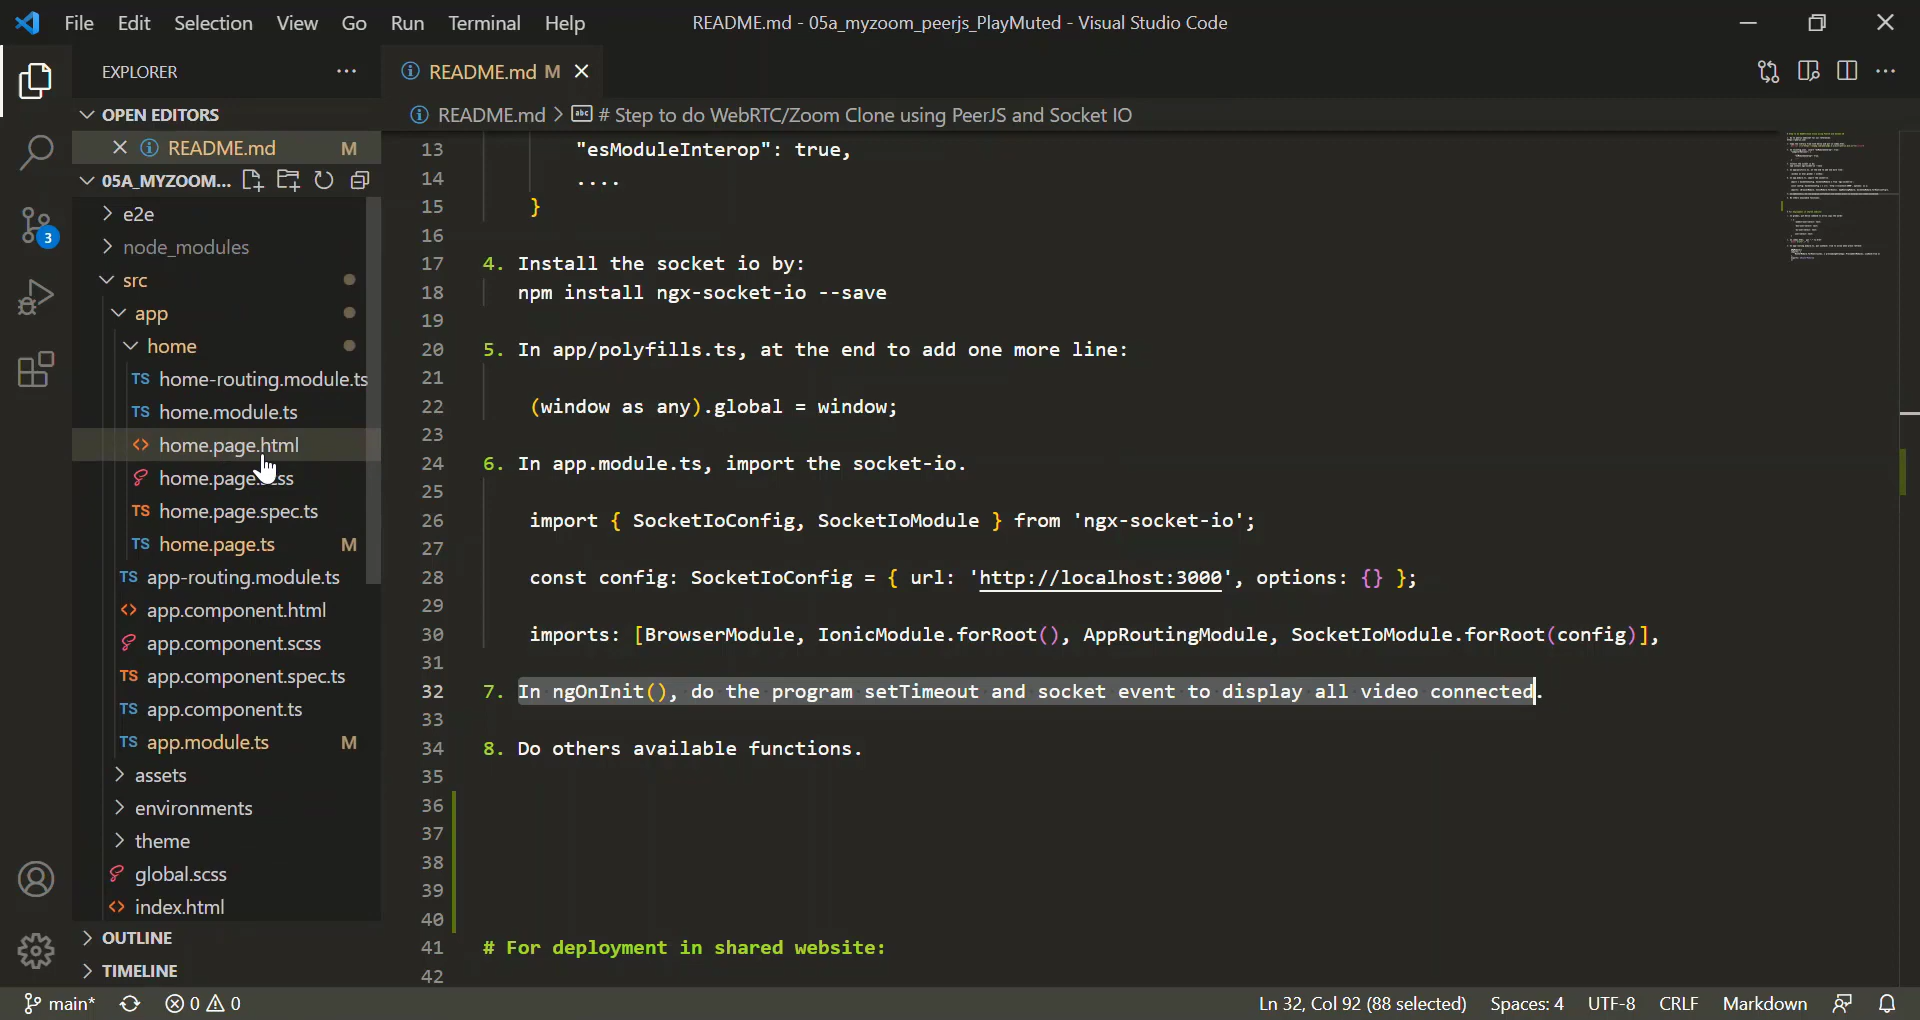 File Edit Selection View Go Run Terminal Help README.md - 05a_myzoom_peerjs_PlayMuted - Visual Studio Code
EXPLORER
README.md M
OPEN EDITORS
README.md > # Step to do WebRTC/Zoom Clone using PeerJS and Socket IO
README.md M
05A_MYZOOM...
e2e
node_modules
src
app
home
TS home-routing.module.ts
TS home.module.ts
home.page.html
TS home.page.spec.ts
TS home.page.ts M
TS app-routing.module.ts
app.component.html
app.component.scss
TS app.component.spec.ts
TS app.component.ts
TS app.module.ts M
assets
environments
theme
global.scss
index.html
OUTLINE
TIMELINE
3
13 "esModuleInterop": true,
14 ....
15 }
16
17 4. Install the socket io by:
18 npm install ngx-socket-io --save
19
20 5. In app/polyfills.ts, at the end to add one more line:
21
22 (window as any).global = window;
23
24 6. In app.module.ts, import the socket-io.
25
26 import { SocketIoConfig, SocketIoModule } from 'ngx-socket-io';
27
28 const config: SocketIoConfig = { url: 'http://localhost:3000', options: {} };
29
30 imports: [BrowserModule, IonicModule.forRoot(), AppRoutingModule, SocketIoModule.forRoot(config)],
31
32 7. In ngOnInit(), do the program setTimeout and socket event to display all video connected.
33
34 8. Do others available functions.
35
36
37
38
39
40
41 # For deployment in shared website:
42
main* 0 0 Ln 32, Col 92 (88 selected) Spaces: 4 UTF-8 CRLF Markdown